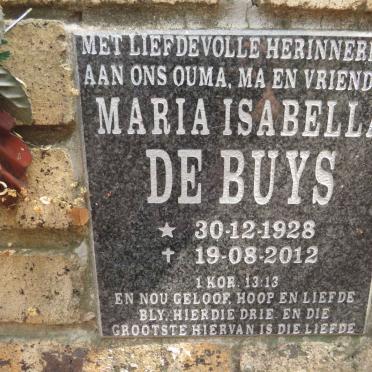 MET LIEFDEVOLLE HERINNER
AAN ONS OUMA, MA EN VRIEND
MARIA ISABELLA
DE BUYS
★ 30-12-1928
✝ 19-08-2012
1 KOR. 13:13
EN NOU GELOOF, HOOP EN LIEFDE
BLY, HIERDIE DRIE. EN DIE
GROOTSTE HIERVAN IS DIE LIEFDE